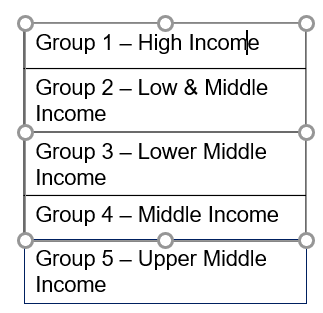 Group 1 – High Income
Group 2 – Low & Middle
Income
Group 3 – Lower Middle
Income
Group 4 – Middle Income
Group 5 – Upper Middle
Income